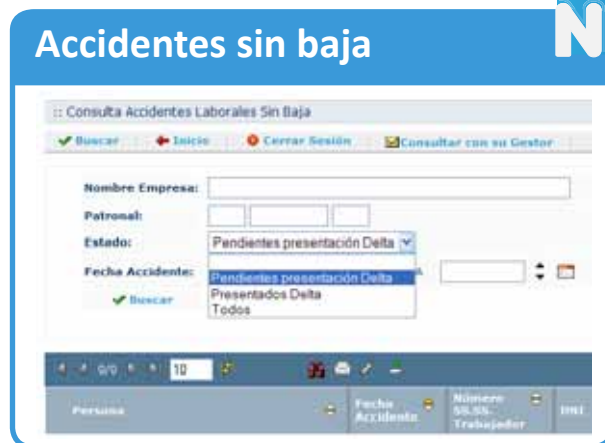 Accidentes sin baja
N
:: Consulta Accidentes Laborales Sin Baja
Buscar Inicio Cerrar Sesión Consultar con su Gestor
Nombre Empresa:
Patronal:
Estado: Pendientes presentación Delta
Fecha Accidente:
Pendientes presentación Delta
Presentados Delta
Todos
Buscar
0/0 10
Persona Fecha Accidente Número SS.SS. Trabajador DNI